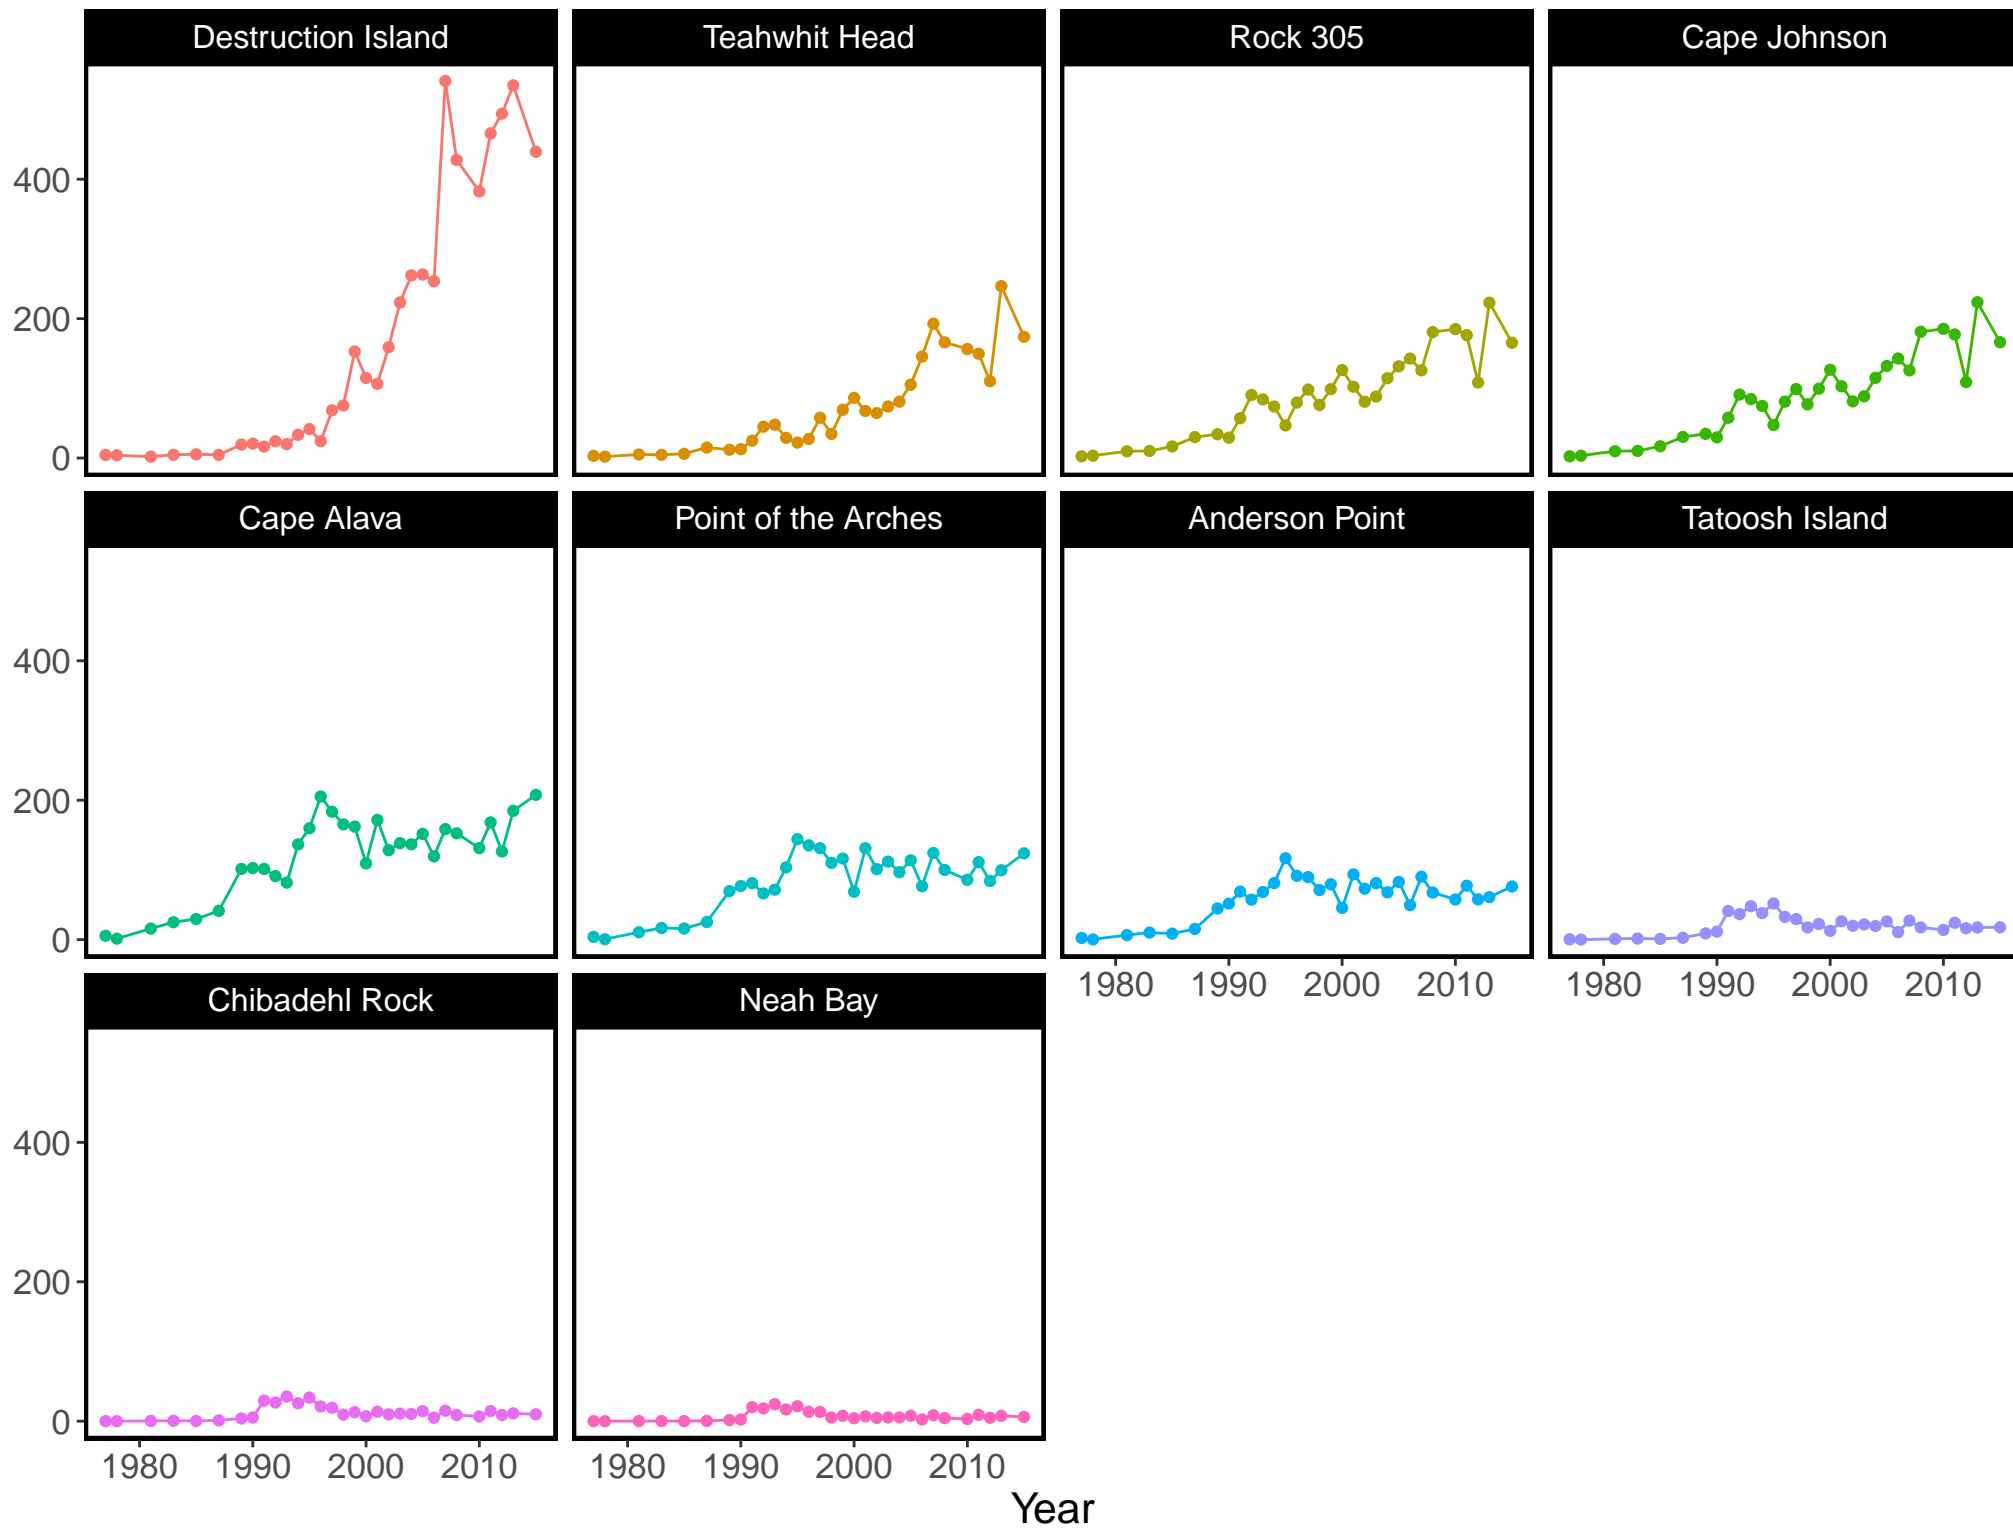 Destruction Island Teahwhit Head Rock 305 Cape Johnson
400
200
0
Cape Alava Point of the Arches Anderson Point Tatoosh Island
400
200
0
1980 1990 2000 2010 1980 1990 2000 2010
Chibadehl Rock Neah Bay
400
200
0
1980 1990 2000 2010 1980 1990 2000 2010
Year